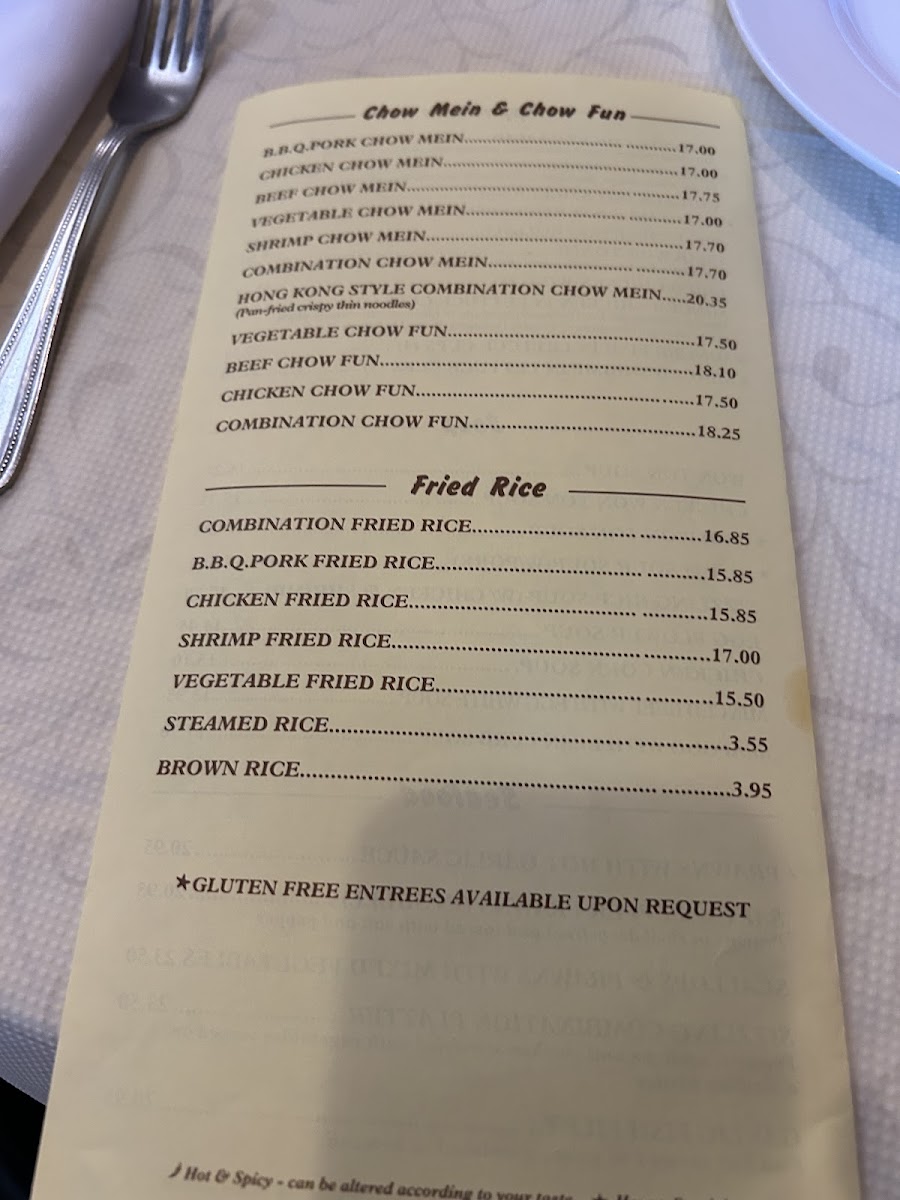 Chow Mein & Chow Fun
B.B.Q.PORK CHOW MEIN............................................17.00
CHICKEN CHOW MEIN............................................17.00
BEEF CHOW MEIN............................................17.75
VEGETABLE CHOW MEIN............................................17.00
SHRIMP CHOW MEIN............................................17.70
COMBINATION CHOW MEIN............................................17.70
HONG KONG STYLE COMBINATION CHOW MEIN.....20.35
(Pan-fried crispy thin noodles)
VEGETABLE CHOW FUN............................................17.50
BEEF CHOW FUN............................................18.10
CHICKEN CHOW FUN............................................17.50
COMBINATION CHOW FUN............................................18.25
Fried Rice
COMBINATION FRIED RICE............................................16.85
B.B.Q.PORK FRIED RICE............................................15.85
CHICKEN FRIED RICE............................................15.85
SHRIMP FRIED RICE............................................17.00
VEGETABLE FRIED RICE............................................15.50
STEAMED RICE............................................3.55
BROWN RICE............................................3.95
★GLUTEN FREE ENTREES AVAILABLE UPON REQUEST
Hot & Spicy - can be altered according to your taste